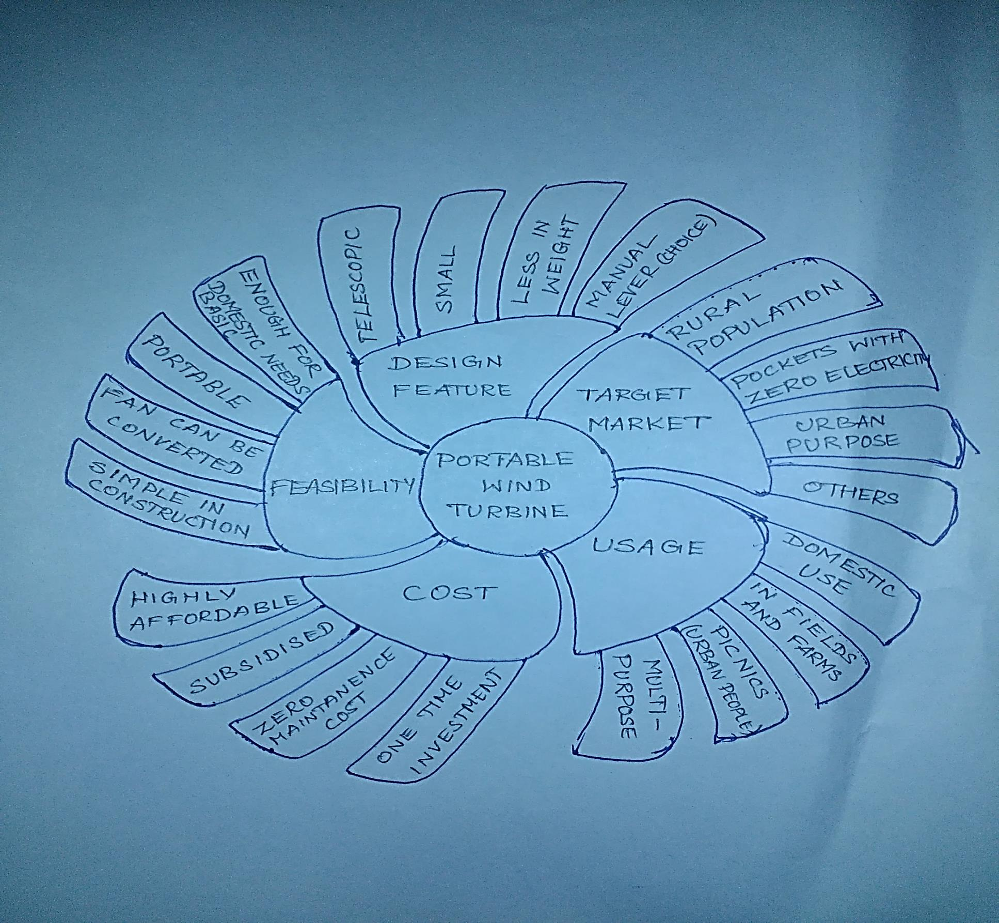 PORTABLE
WIND
TURBINE
DESIGN
FEATURE
TELESCOPIC
SMALL
LESS IN
WEIGHT
MANUAL
LEVER (CHOICE)
TARGET
MARKET
RURAL
POPULATION
POCKETS WITH
ZERO ELECTRICITY
URBAN
PURPOSE
OTHERS
USAGE
DOMESTIC
USE
IN FIELDS
AND FARMS
PICNICS
(URBAN PEOPLE)
MULTI-
PURPOSE
COST
ONE TIME
INVESTMENT
ZERO
MAINTANENCE
COST
SUBSIDISED
HIGHLY
AFFORDABLE
FEASIBILITY
SIMPLE IN
CONSTRUCTION
FAN CAN BE
CONVERTED
PORTABLE
ENOUGH FOR
DOMESTIC NEEDS
BASIC